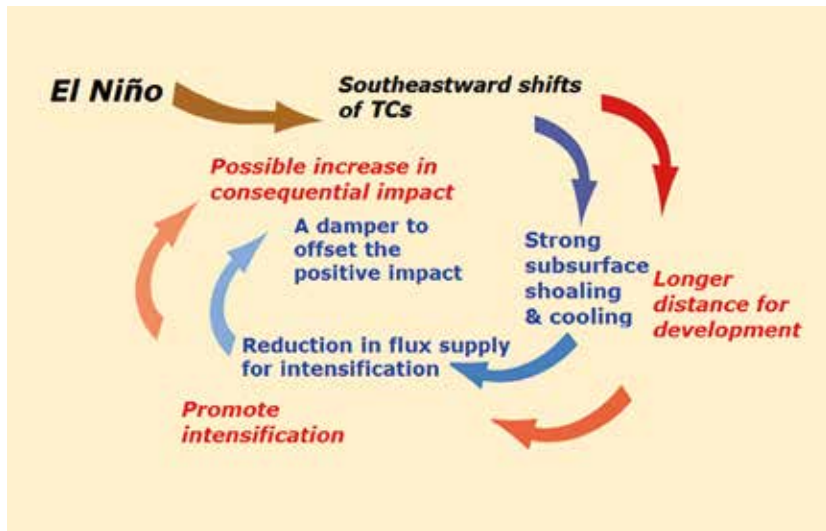 El Niño
Southeastward shifts
of TCs
Possible increase in
consequential impact
A damper to
offset the
positive impact
Strong
subsurface
shoaling
& cooling
Longer
distance for
development
Reduction in flux supply
for intensification
Promote
intensification